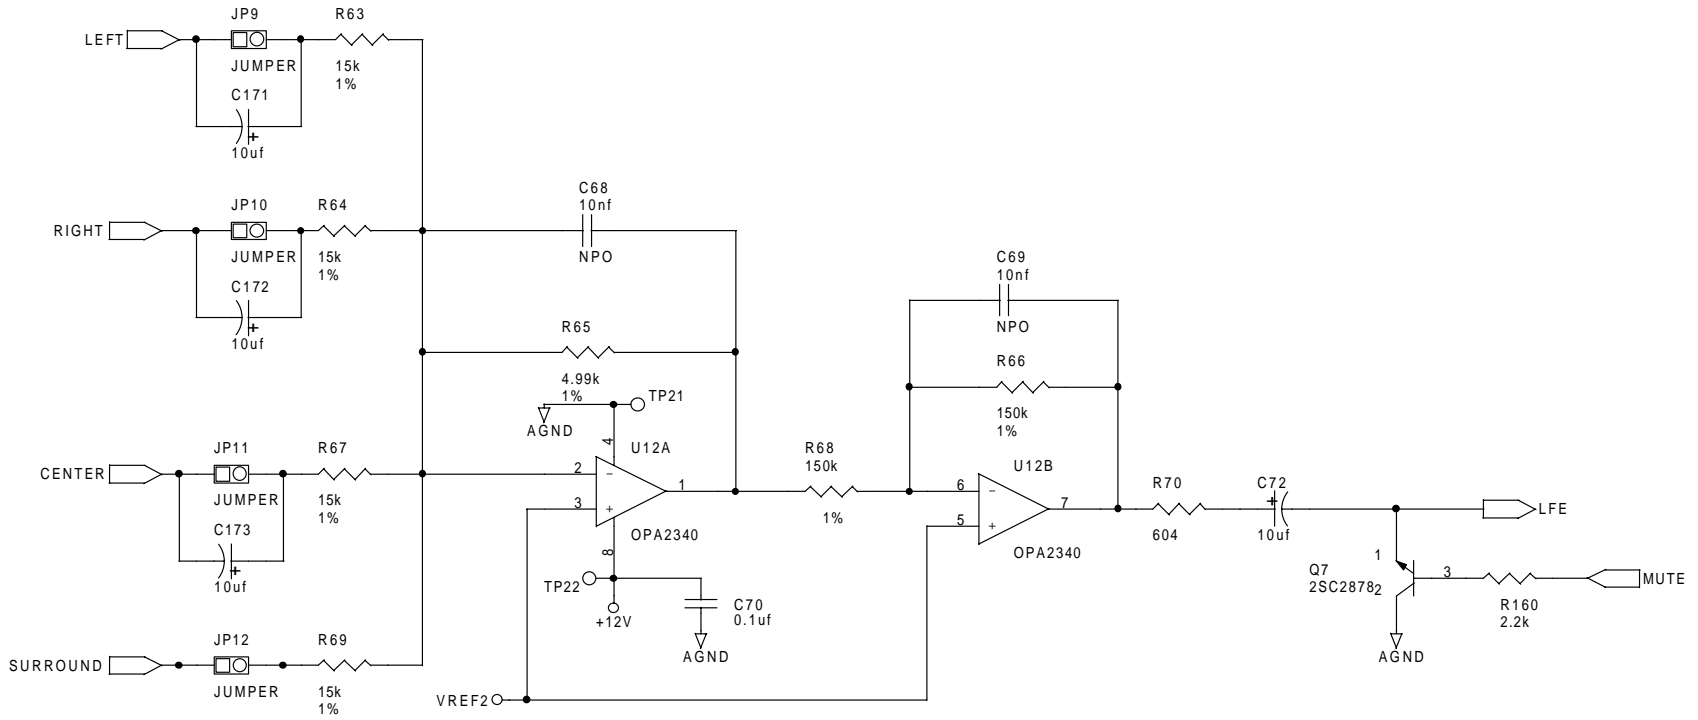 LEFT
JP9
JUMPER
C171
10uf
R63
15k
1%
RIGHT
JP10
JUMPER
C172
10uf
R64
15k
1%
C68
10nf
NPO
R65
4.99k
1%
TP21
AGND
4
U12A
2
-
3
+
1
OPA2340
8
TP22
+12V
C70
0.1uf
AGND
CENTER
JP11
JUMPER
C173
10uf
R67
15k
1%
SURROUND
JP12
JUMPER
R69
15k
1%
VREF2
C69
10nf
NPO
R66
150k
1%
R68
150k
1%
U12B
6
-
5
+
7
OPA2340
R70
604
C72
+
10uf
LFE
1
Q7
2SC2878
2
3
AGND
R160
2.2k
MUTE
+
+
+